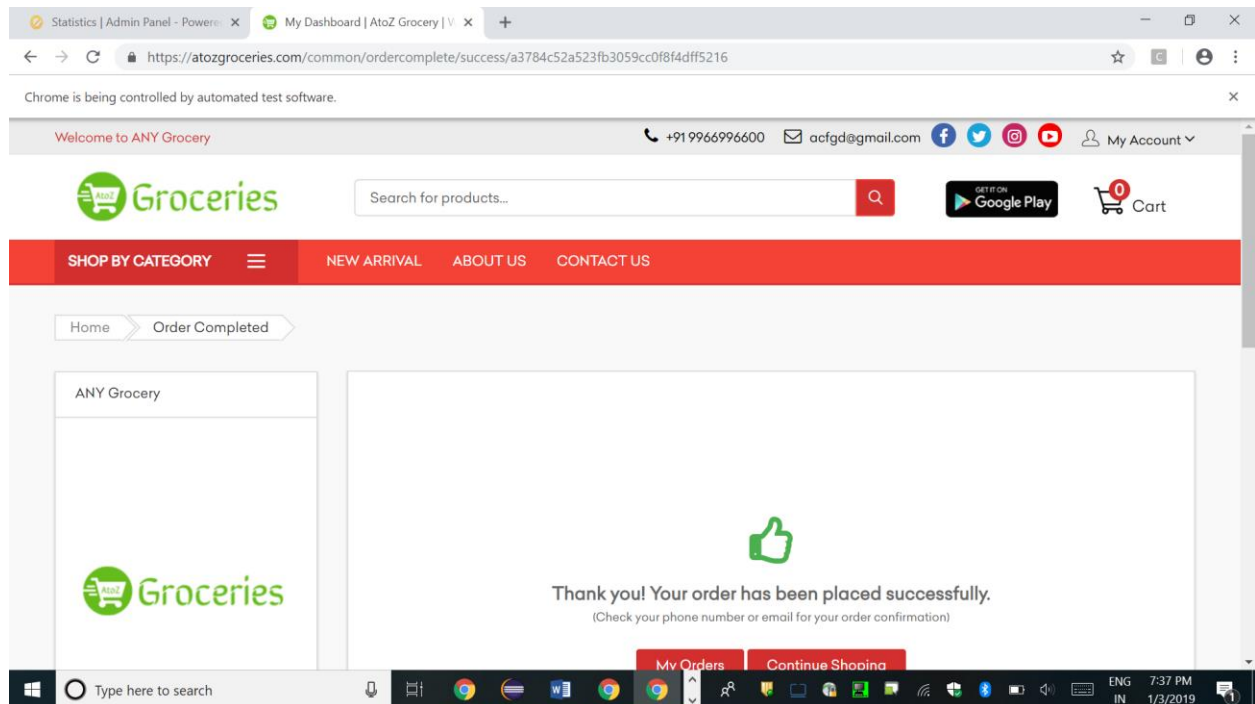 Statistics | Admin Panel - Powere
My Dashboard | AtoZ Grocery | V
https://atozgroceries.com/common/ordercomplete/success/a3784c52a523fb3059cc0f8f4dff5216
Chrome is being controlled by automated test software.
Welcome to ANY Grocery
+91 9966996600
acfgd@gmail.com
My Account
AtoZ Groceries
Search for products...
GET IT ON
Google Play
0
Cart
SHOP BY CATEGORY
NEW ARRIVAL
ABOUT US
CONTACT US
Home
Order Completed
ANY Grocery
AtoZ Groceries
Thank you! Your order has been placed successfully.
(Check your phone number or email for your order confirmation)
My Orders
Continue Shoping
Type here to search
ENG
IN
7:37 PM
1/3/2019
1